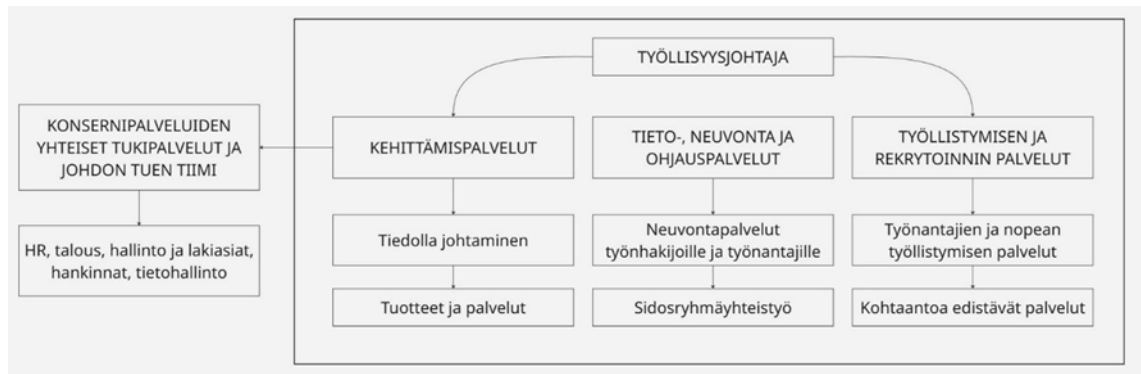 TYÖLLISYYSJOHTAJA
KONSERNIPALVELUIDEN
YHTEISET TUKIPALVELUT JA
JOHDON TUEN TIIMI
HR, talous, hallinto ja lakiasiat,
hankinnat, tietohallinto
KEHITTÄMISPALVELUT
Tiedolla johtaminen
Tuotteet ja palvelut
TIETO-, NEUVONTA JA
OHJAUSPALVELUT
Neuvontapalvelut
työnhakijoille ja työnantajille
Sidosryhmäyhteistyö
TYÖLLISTYMISEN JA
REKRYTOINNIN PALVELUT
Työnantajien ja nopean
työllistymisen palvelut
Kohtaantoa edistävät palvelut